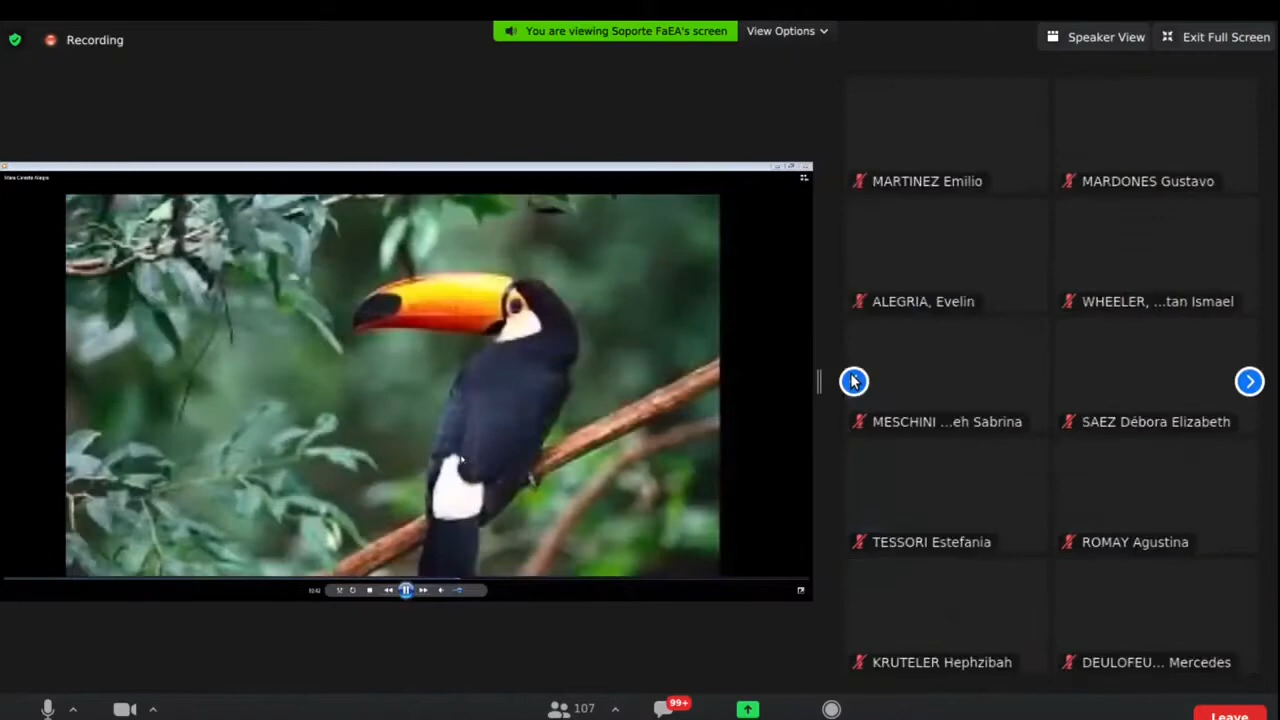 Recording
You are viewing Soporte FaEA's screen
View Options
Speaker View
Exit Full Screen
MARTINEZ Emilio
MARDONES Gustavo
ALEGRIA, Evelin
WHEELER, ...tan Ismael
MESCHINI ...eh Sabrina
SAEZ Débora Elizabeth
TESSORI Estefania
ROMAY Agustina
KRUTELER Hephzibah
DEULOFEU... Mercedes
107
99+
Leave